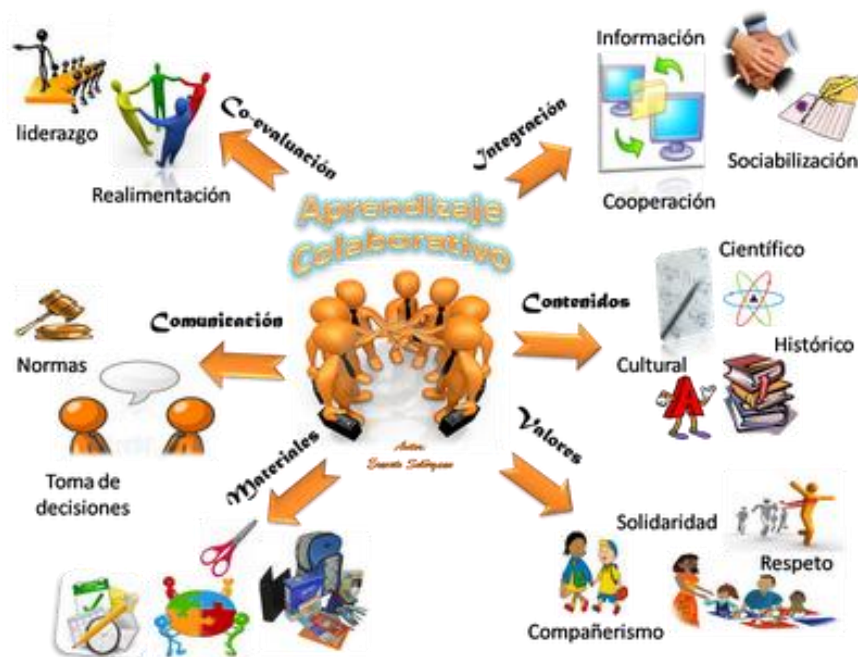 liderazgo
Realimentación
Co-evaluación
Integración
Información
Cooperación
Sociabilización
Aprendizaje
Colaborativo
Comunicación
Normas
Toma de
decisiones
Contenidos
Científico
Cultural
Histórico
Materiales
Autor:
Valores
Solidaridad
Respeto
Compañerismo
A